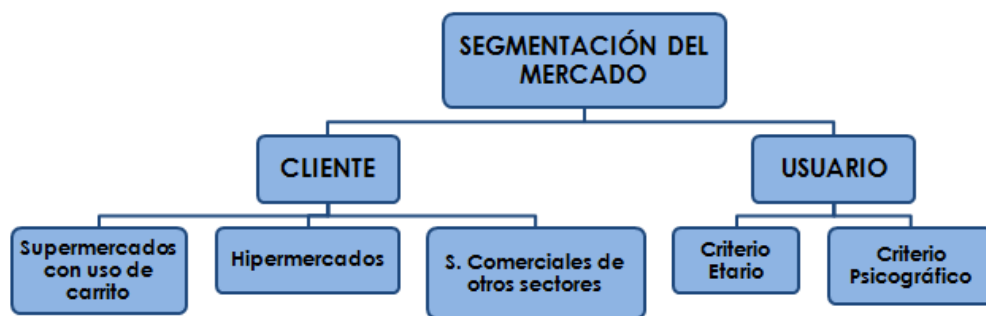 SEGMENTACIÓN DEL
MERCADO
CLIENTE
USUARIO
Supermercados
con uso de
carrito
Hipermercados
S. Comerciales de
otros sectores
Criterio
Etario
Criterio
Psicográfico